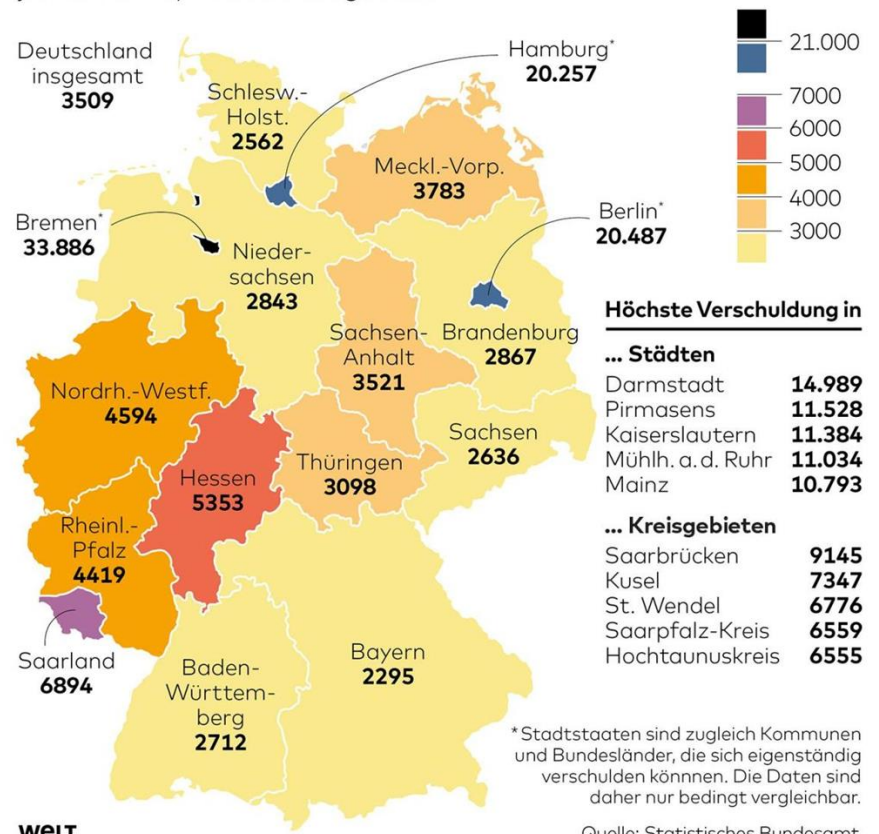 Deutschland
insgesamt
3509
Hamburg*
20.257
Schlesw.-
Holst.
2562
Meckl.-Vorp.
3783
Bremen*
33.886
Berlin*
20.487
Nieder-
sachsen
2843
Sachsen-
Anhalt
3521
Brandenburg
2867
Nordrh.-Westf.
4594
Hessen
5353
Thüringen
3098
Sachsen
2636
Rheinl.-
Pfalz
4419
Saarland
6894
Baden-
Württem-
berg
2712
Bayern
2295
21.000
7000
6000
5000
4000
3000
Höchste Verschuldung in
... Städten
Darmstadt 14.989
Pirmasens 11.528
Kaiserslautern 11.384
Mühlh. a. d. Ruhr 11.034
Mainz 10.793
... Kreisgebieten
Saarbrücken 9145
Kusel 7347
St. Wendel 6776
Saarpfalz-Kreis 6559
Hochtaunuskreis 6555
*Stadtstaaten sind zugleich Kommunen
und Bundesländer, die sich eigenständig
verschulden könnnen. Die Daten sind
daher nur bedingt vergleichbar.
welt
Quelle: Statistisches Bundesamt